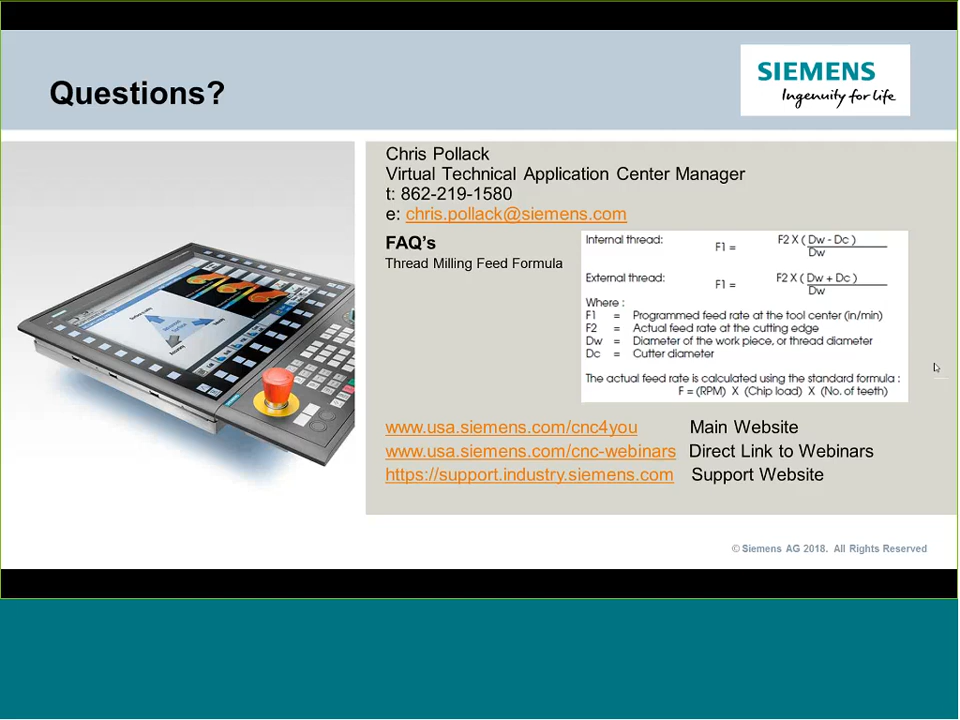 Questions?
SIEMENS
Ingenuity for life
Chris Pollack
Virtual Technical Application Center Manager
t: 862-219-1580
e: chris.pollack@siemens.com
FAQ's
Thread Milling Feed Formula
Internal thread:
F1 = F2 X ( Dw - Dc )
Dw
External thread:
F1 = F2 X ( Dw + Dc )
Dw
Where :
F1 = Programmed feed rate at the tool center (in/min)
F2 = Actual feed rate at the cutting edge
Dw = Diameter of the work piece, or thread diameter
Dc = Cutter diameter
The actual feed rate is calculated using the standard formula :
F = (RPM) X (Chip load) X (No. of teeth)
www.usa.siemens.com/cnc4you Main Website
www.usa.siemens.com/cnc-webinars Direct Link to Webinars
https://support.industry.siemens.com Support Website
© Siemens AG 2018. All Rights Reserved